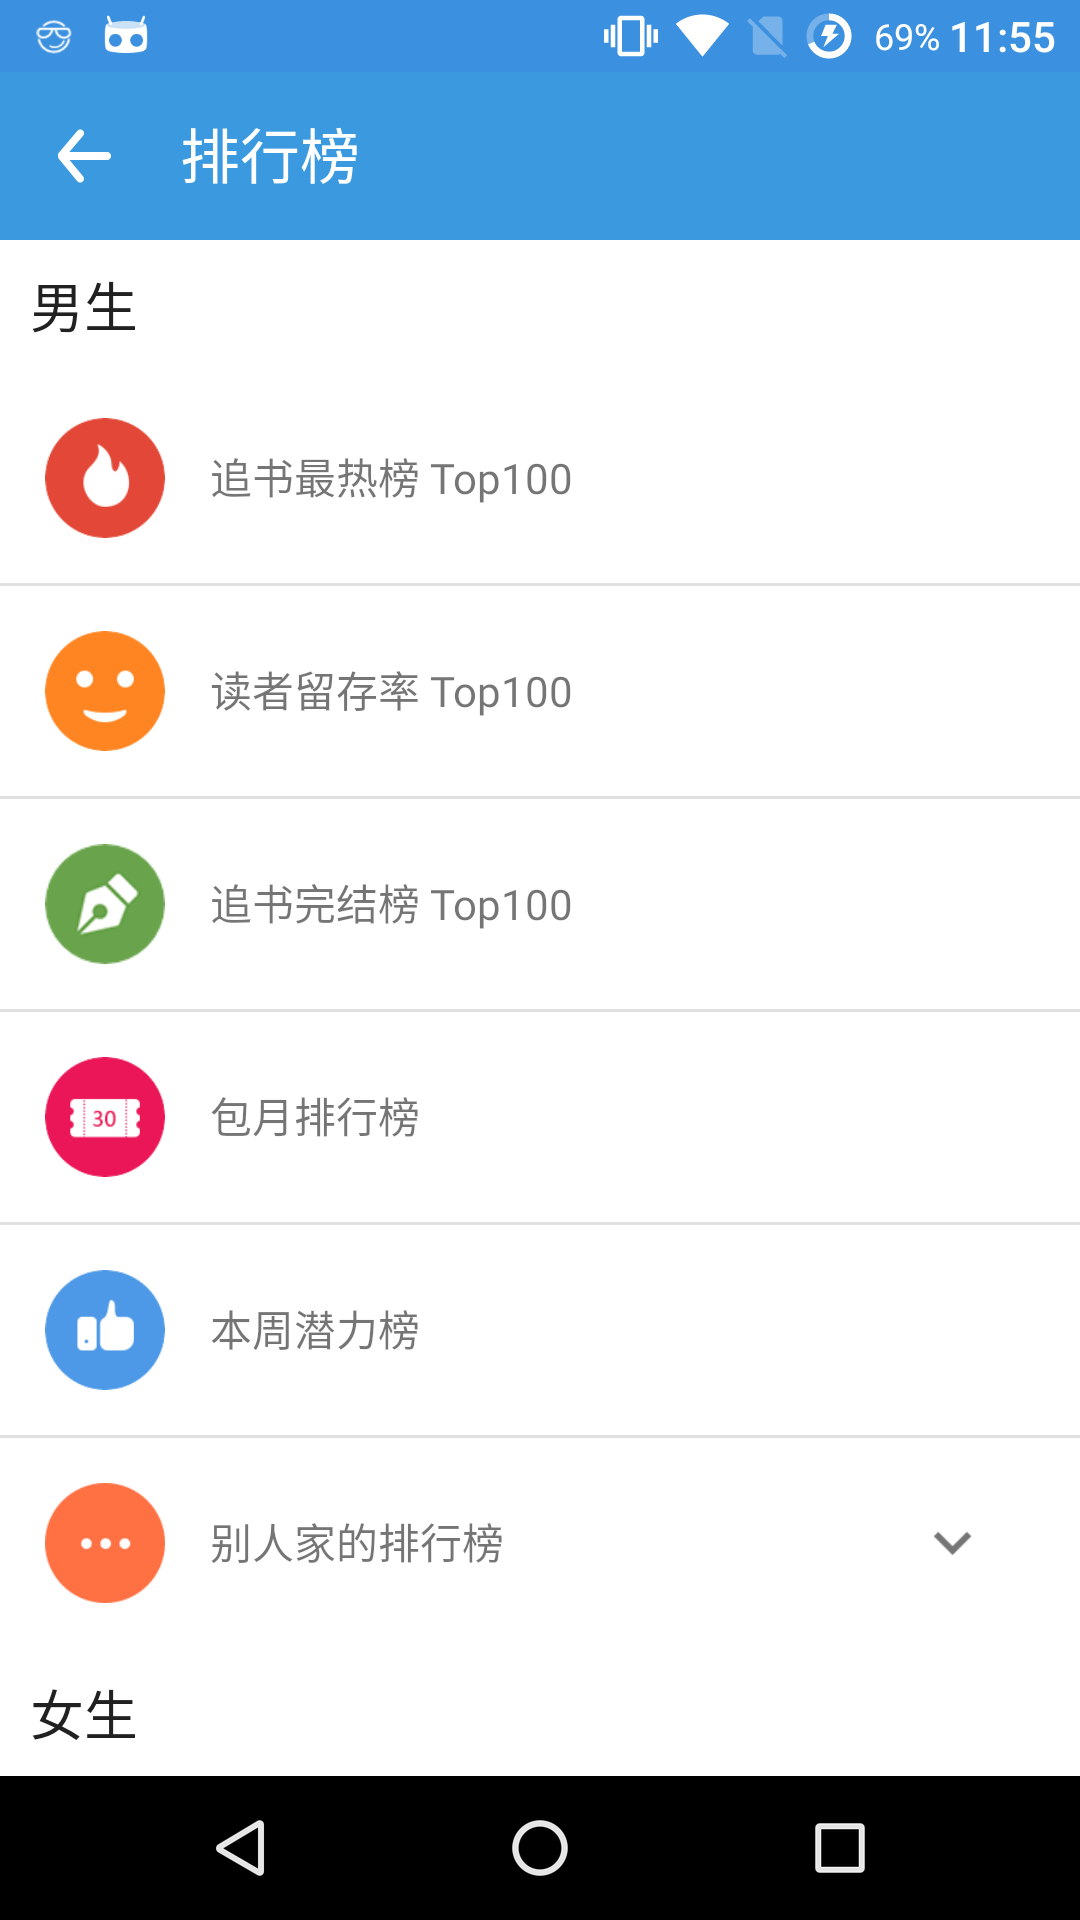 69% 11:55
排行榜
男生
追书最热榜 Top100
读者留存率 Top100
追书完结榜 Top100
30
包月排行榜
本周潜力榜
别人家的排行榜
女生